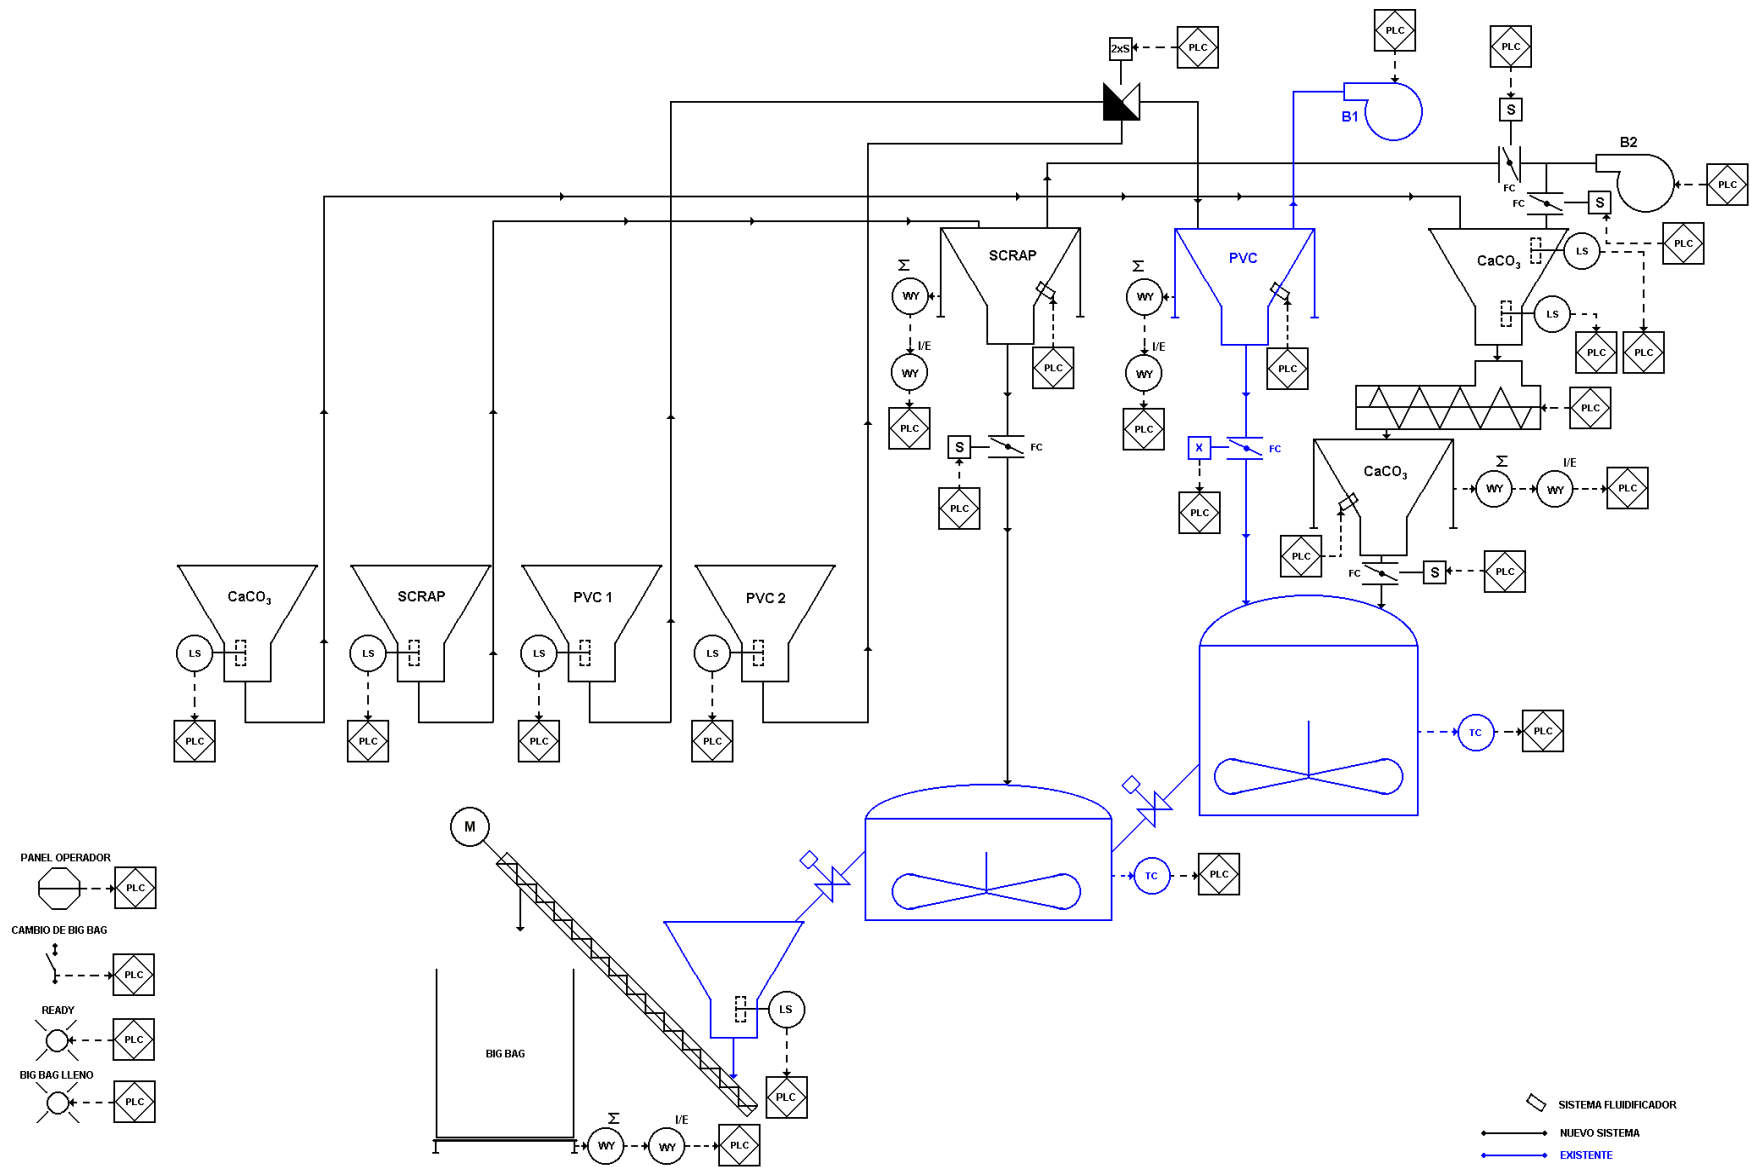 PLC
PLC
PLC
2xS
PLC
S
B1
B2
PLC
FC
FC
S
PLC
SCRAP
PVC
CaCO3
LS
Σ
WY
Σ
WY
LS
I/E
WY
PLC
I/E
WY
PLC
PLC
PLC
PLC
PLC
PLC
S
FC
X
FC
CaCO3
Σ
WY
I/E
WY
PLC
PLC
PLC
PLC
FC
S
PLC
CaCO3
SCRAP
PVC 1
PVC 2
LS
LS
LS
LS
PLC
PLC
PLC
PLC
TC
PLC
M
PANEL OPERADOR
PLC
TC
PLC
CAMBIO DE BIG BAG
PLC
READY
PLC
LS
BIG BAG
BIG BAG LLENO
PLC
PLC
Σ
WY
I/E
WY
PLC
SISTEMA FLUIDIFICADOR
NUEVO SISTEMA
EXISTENTE